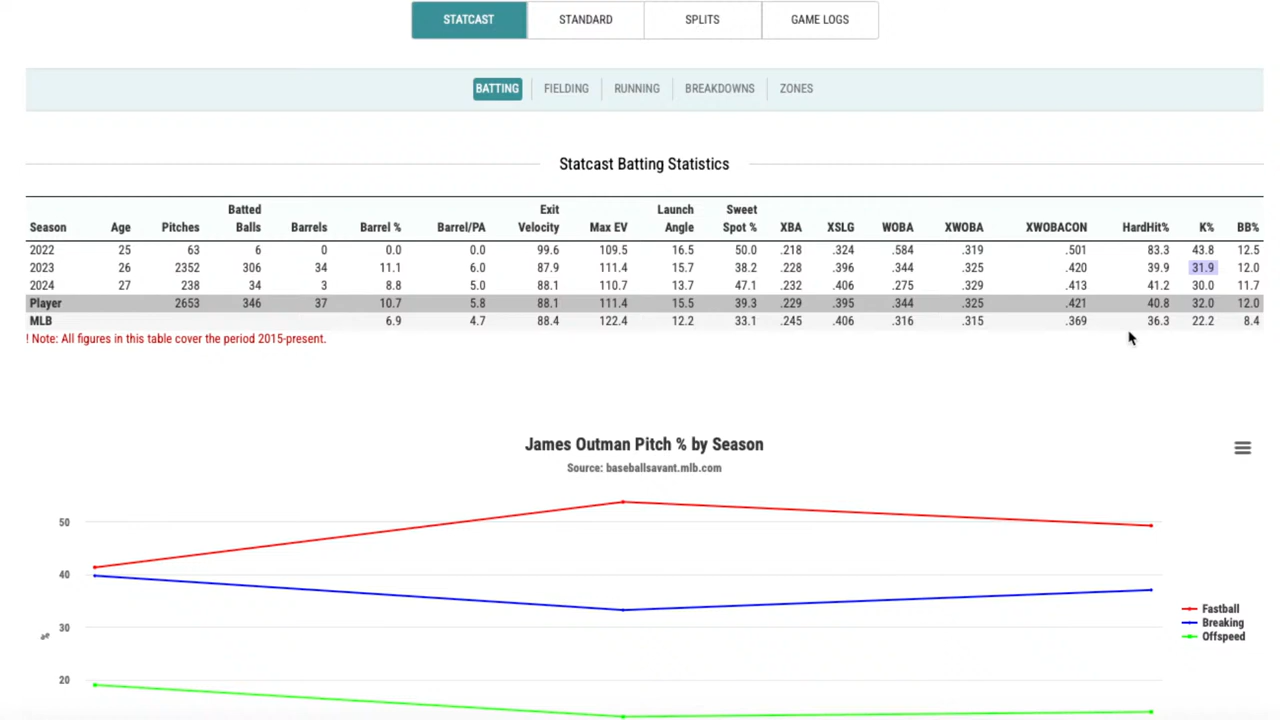 STATCAST STANDARD SPLITS GAME LOGS
BATTING FIELDING RUNNING BREAKDOWNS ZONES
Statcast Batting Statistics
Season Age Pitches Batted Balls Barrels Barrel % Barrel/PA Exit Velocity Max EV Launch Angle Sweet Spot % XBA XSLG WOBA XWOBA XWOBACON HardHit% K% BB%
2022 25 63 6 0 0.0 0.0 99.6 109.5 16.5 50.0 .218 .324 .584 .319 .501 83.3 43.8 12.5
2023 26 2352 306 34 11.1 6.0 87.9 111.4 15.7 38.2 .228 .396 .344 .325 .420 39.9 31.9 12.0
2024 27 238 34 3 8.8 5.0 88.1 110.7 13.7 47.1 .232 .406 .275 .329 .413 41.2 30.0 11.7
Player 2653 346 37 10.7 5.8 88.1 111.4 15.5 39.3 .229 .395 .344 .325 .421 40.8 32.0 12.0
MLB 6.9 4.7 88.4 122.4 12.2 33.1 .245 .406 .316 .315 .369 36.3 22.2 8.4
! Note: All figures in this table cover the period 2015-present.
James Outman Pitch % by Season
Source: baseballsavant.mlb.com
50
40
30
20
%
Fastball
Breaking
Offspeed